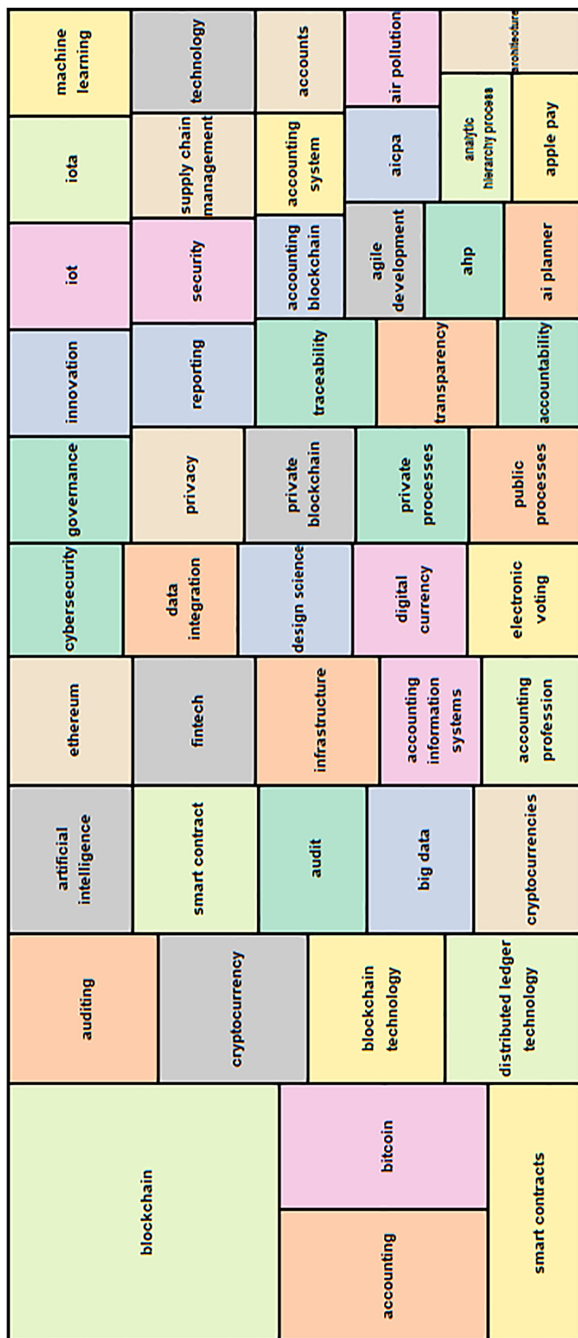 blockchain
accounting
bitcoin
smart contracts
auditing
cryptocurrency
blockchain
technology
distributed ledger
technology
artificial
intelligence
smart contract
audit
big data
cryptocurrencies
ethereum
fintech
infrastructure
accounting
information
systems
accounting
profession
cybersecurity
data
integration
design science
digital
currency
electronic
voting
governance
privacy
private
blockchain
private
processes
public
processes
innovation
reporting
traceability
transparency
accountability
iot
security
accounting
blockchain
agile
development
ahp
ai planner
iota
supply chain
management
accounting
system
aicpa
analytic
hierarchy process
apple pay
machine
learning
technology
accounts
air pollution
architecture